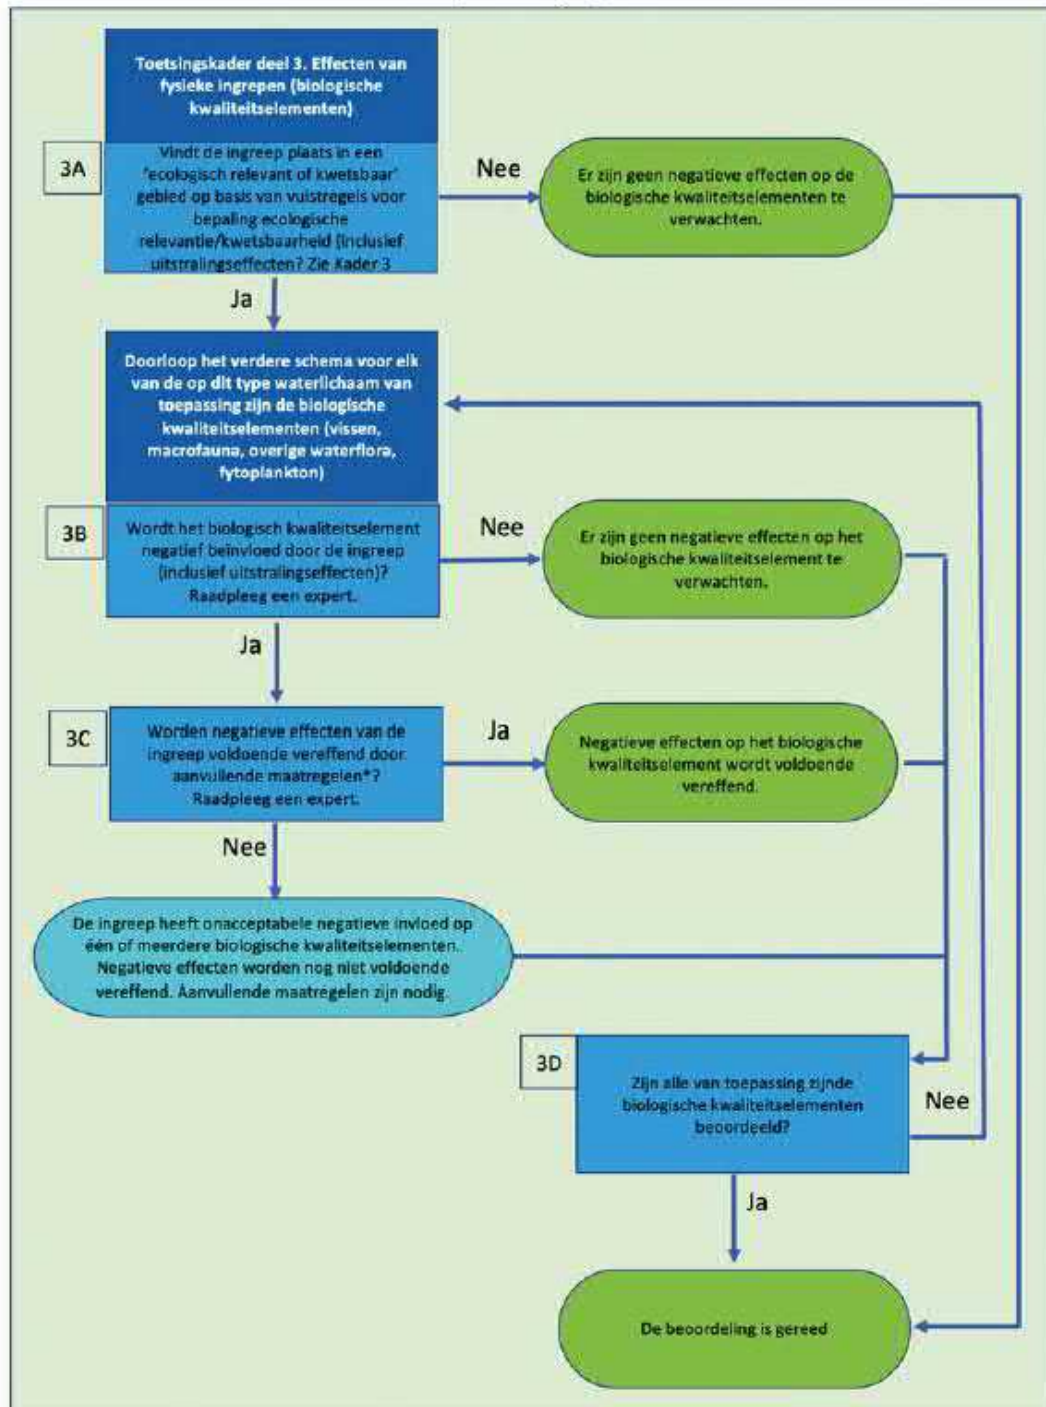 Toetsingskader deel 3. Effecten van
fysieke ingrepen (biologische
kwaliteitselementen)
3A
Vindt de ingreep plaats in een
'ecologisch relevant of kwetsbaar'
gebied op basis van vuistregels voor
bepaling ecologische
relevantie/kwetsbaarheid (inclusief
uitstralingseffecten? Zie Kader 3
Nee
Er zijn geen negatieve effecten op de
biologische kwaliteitselementen te
verwachten.
Ja
Doorloop het verdere schema voor elk
van de op dit type waterlichaam van
toepassing zijn de biologische
kwaliteitselementen (vissen,
macrofauna, overige waterflora,
fytoplankton)
3B
Wordt het biologisch kwaliteitselement
negatief beïnvloed door de ingreep
(inclusief uitstralingseffecten)?
Raadpleeg een expert.
Nee
Er zijn geen negatieve effecten op het
biologische kwaliteitselement te
verwachten.
Ja
3C
Worden negatieve effecten van de
ingreep voldoende vereffend door
aanvullende maatregelen*?
Raadpleeg een expert.
Ja
Negatieve effecten op het biologische
kwaliteitselement wordt voldoende
vereffend.
Nee
De ingreep heeft onacceptabele negatieve invloed op
één of meerdere biologische kwaliteitselementen.
Negatieve effecten worden nog niet voldoende
vereffend. Aanvullende maatregelen zijn nodig.
3D
Zijn alle van toepassing zijnde
biologische kwaliteitselementen
beoordeeld?
Nee
Ja
De beoordeling is gereed